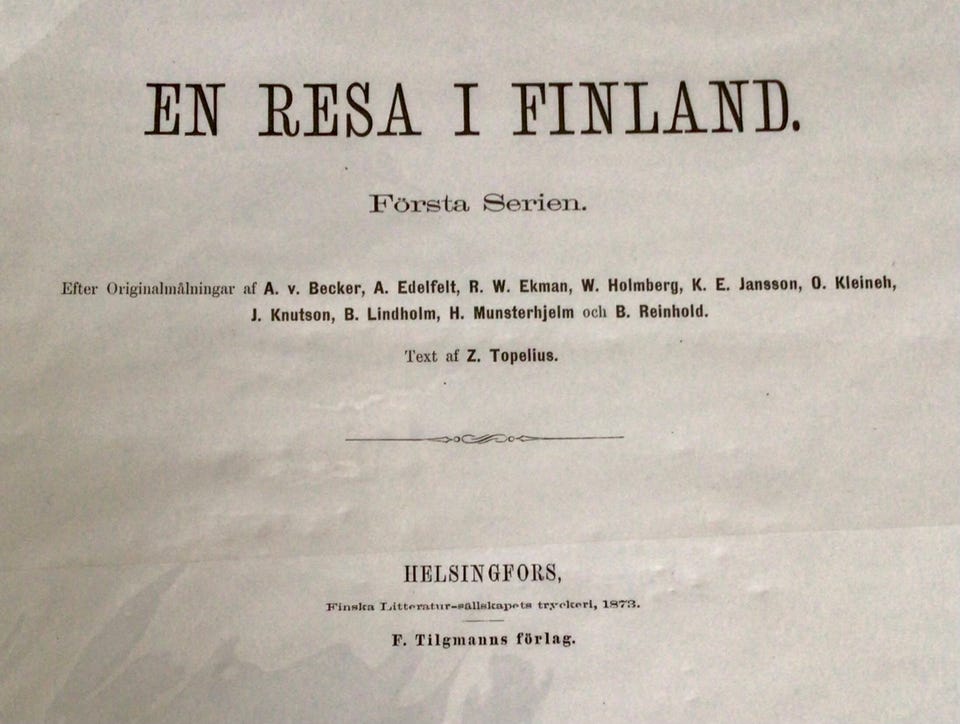 EN RESA I FINLAND.
Första Serien.
Efter Originalmålningar af A. v. Becker, A. Edelfelt, R. W. Ekman, W. Holmberg, K. E. Jansson, O. Kleineh,
J. Knutson, B. Lindholm, H. Munsterhjelm och B. Reinhold.
Text af Z. Topelius.
HELSINGFORS,
Finska Litteratur-sällskapets tryckeri, 1873.
F. Tilgmanns förlag.